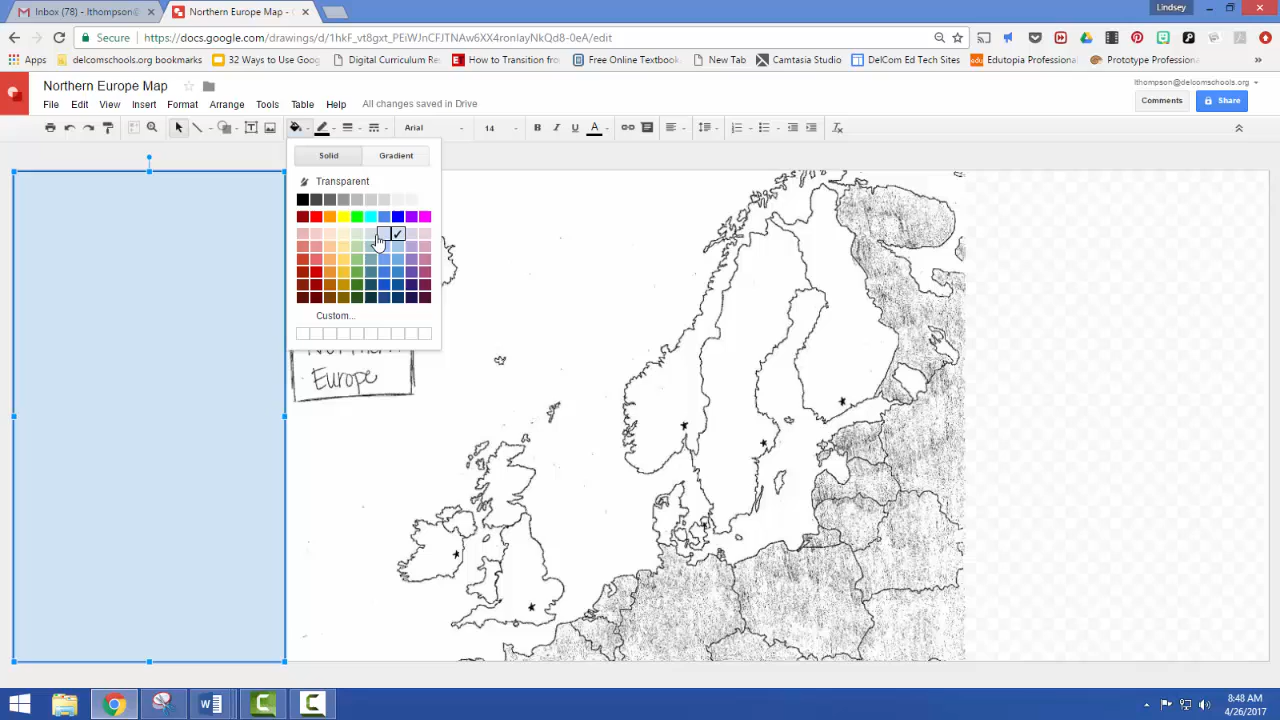 Inbox (78) - lthompson@
Northern Europe Map -
Lindsey
Secure
https://docs.google.com/drawings/d/1hkF_vt8gxt_PEiWJnCFJTNAw6XX4ronIayNkQd8-0eA/edit
Apps
delcomschools.org bookmarks
32 Ways to Use Goog
Digital Curriculum Re
How to Transition fro
Free Online Textbook
New Tab
Camtasia Studio
DelCom Ed Tech Sites
Edutopia Professional
Prototype Professional
Northern Europe Map
lthompson@delcomschools.org
File Edit View Insert Format Arrange Tools Table Help All changes saved in Drive
Comments
Share
Arial
14
B I U A
Solid
Gradient
Transparent
Custom...
Northern
Europe
8:48 AM
4/26/2017